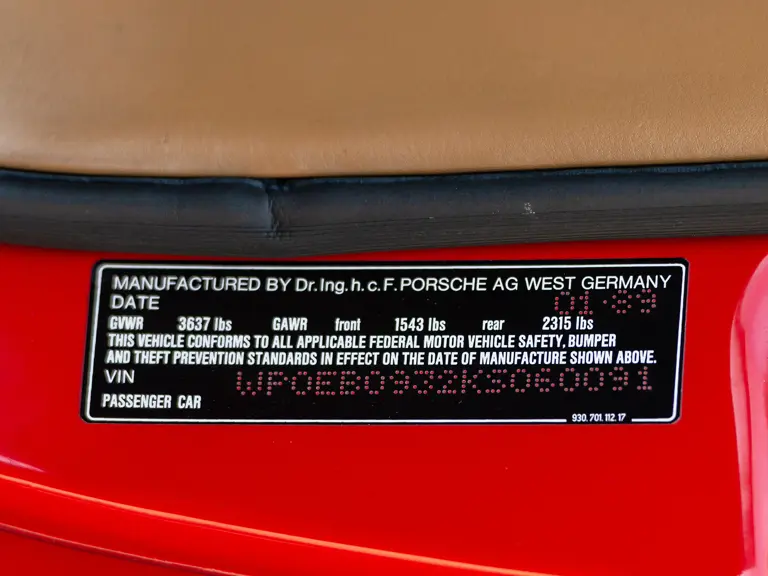 MANUFACTURED BY Dr.Ing.h.c.F.PORSCHE AG WEST GERMANY
DATE 01 89
GVWR 3637 lbs GAWR front 1543 lbs rear 2315 lbs
THIS VEHICLE CONFORMS TO ALL APPLICABLE FEDERAL MOTOR VEHICLE SAFETY, BUMPER
AND THEFT PREVENTION STANDARDS IN EFFECT ON THE DATE OF MANUFACTURE SHOWN ABOVE.
VIN WP0EB0932KS060091
PASSENGER CAR
930.701.112.17